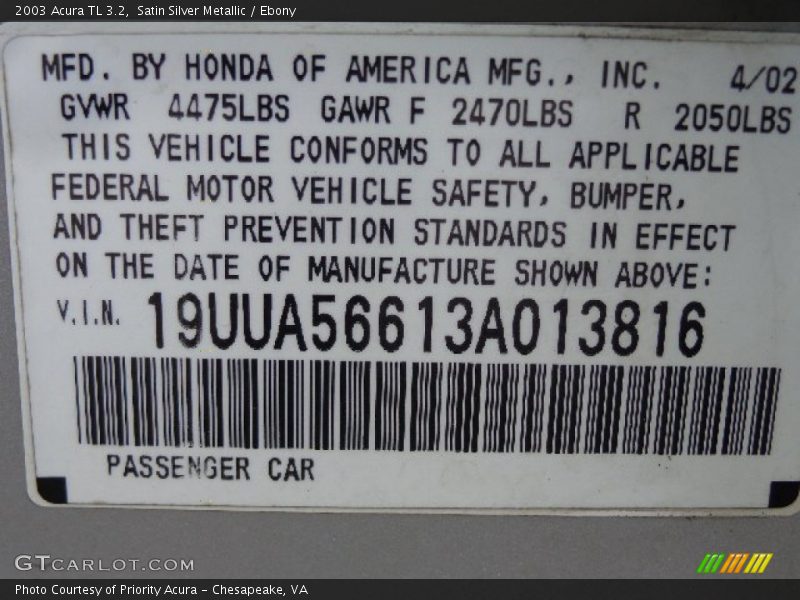 2003 Acura TL 3.2, Satin Silver Metallic / Ebony
MFD. BY HONDA OF AMERICA MFG., INC. 4/02
GVWR 4475LBS GAWR F 2470LBS R 2050LBS
THIS VEHICLE CONFORMS TO ALL APPLICABLE
FEDERAL MOTOR VEHICLE SAFETY, BUMPER,
AND THEFT PREVENTION STANDARDS IN EFFECT
ON THE DATE OF MANUFACTURE SHOWN ABOVE:
V.I.N. 19UUA56613A013816
PASSENGER CAR
GTCARLOT.COM
Photo Courtesy of Priority Acura – Chesapeake, VA